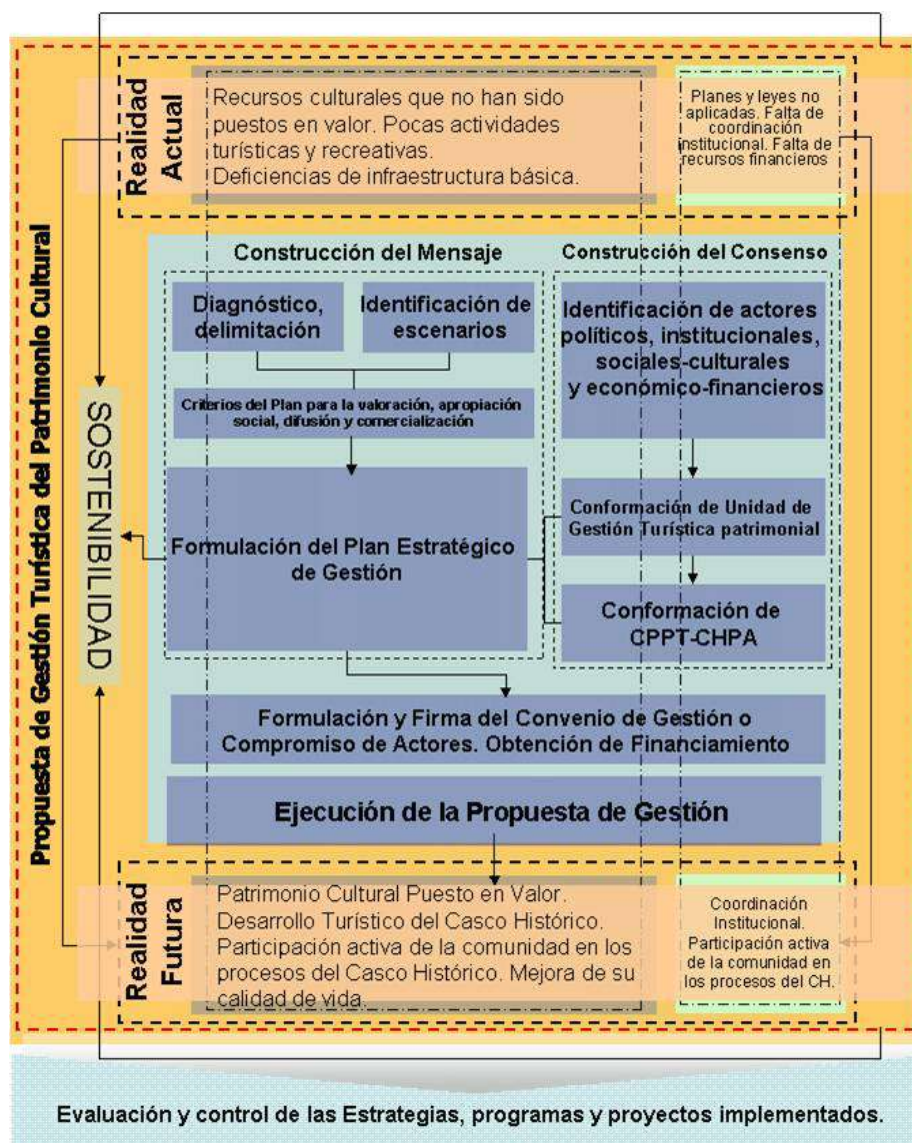 Propuesta de Gestión Turística del Patrimonio Cultural
Realidad
Actual
Recursos culturales que no han sido
puestos en valor. Pocas actividades
turísticas y recreativas.
Deficiencias de infraestructura básica.
Planes y leyes no
aplicadas. Falta de
coordinación
institucional. Falta de
recursos financieros
Construcción del Mensaje
Construcción del Consenso
Diagnóstico,
delimitación
Identificación de
escenarios
Identificación de actores
políticos, institucionales,
sociales-culturales
y económico-financieros
Criterios del Plan para la valoración, apropiación
social, difusión y comercialización
SOSTENIBILIDAD
Formulación del Plan Estratégico
de Gestión
Conformación de Unidad de
Gestión Turística patrimonial
Conformación de
CPPT-CHPA
Formulación y Firma del Convenio de Gestión o
Compromiso de Actores. Obtención de Financiamiento
Ejecución de la Propuesta de Gestión
Realidad
Futura
Patrimonio Cultural Puesto en Valor.
Desarrollo Turístico del Casco Histórico.
Participación activa de la comunidad en los
procesos del Casco Histórico. Mejora de su
calidad de vida.
Coordinación
Institucional.
Participación activa
de la comunidad en
los procesos del CH.
Evaluación y control de las Estrategias, programas y proyectos implementados.